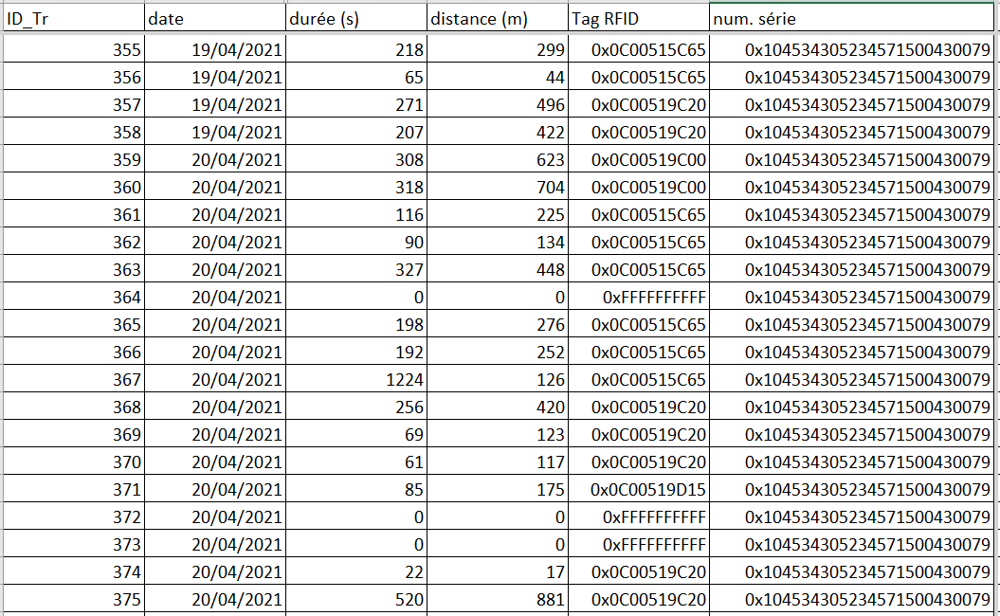 ID_Tr date durée (s) distance (m) Tag RFID num. série
355 19/04/2021 218 299 0x0C00515C65 0x104534305234571500430079
356 19/04/2021 65 44 0x0C00515C65 0x104534305234571500430079
357 19/04/2021 271 496 0x0C00519C20 0x104534305234571500430079
358 19/04/2021 207 422 0x0C00519C20 0x104534305234571500430079
359 20/04/2021 308 623 0x0C00519C00 0x104534305234571500430079
360 20/04/2021 318 704 0x0C00519C00 0x104534305234571500430079
361 20/04/2021 116 225 0x0C00515C65 0x104534305234571500430079
362 20/04/2021 90 134 0x0C00515C65 0x104534305234571500430079
363 20/04/2021 327 448 0x0C00515C65 0x104534305234571500430079
364 20/04/2021 0 0 0xFFFFFFFFFF 0x104534305234571500430079
365 20/04/2021 198 276 0x0C00515C65 0x104534305234571500430079
366 20/04/2021 192 252 0x0C00515C65 0x104534305234571500430079
367 20/04/2021 1224 126 0x0C00515C65 0x104534305234571500430079
368 20/04/2021 256 420 0x0C00519C20 0x104534305234571500430079
369 20/04/2021 69 123 0x0C00519C20 0x104534305234571500430079
370 20/04/2021 61 117 0x0C00519C20 0x104534305234571500430079
371 20/04/2021 85 175 0x0C00519D15 0x104534305234571500430079
372 20/04/2021 0 0 0xFFFFFFFFFF 0x104534305234571500430079
373 20/04/2021 0 0 0xFFFFFFFFFF 0x104534305234571500430079
374 20/04/2021 22 17 0x0C00519C20 0x104534305234571500430079
375 20/04/2021 520 881 0x0C00519C20 0x104534305234571500430079